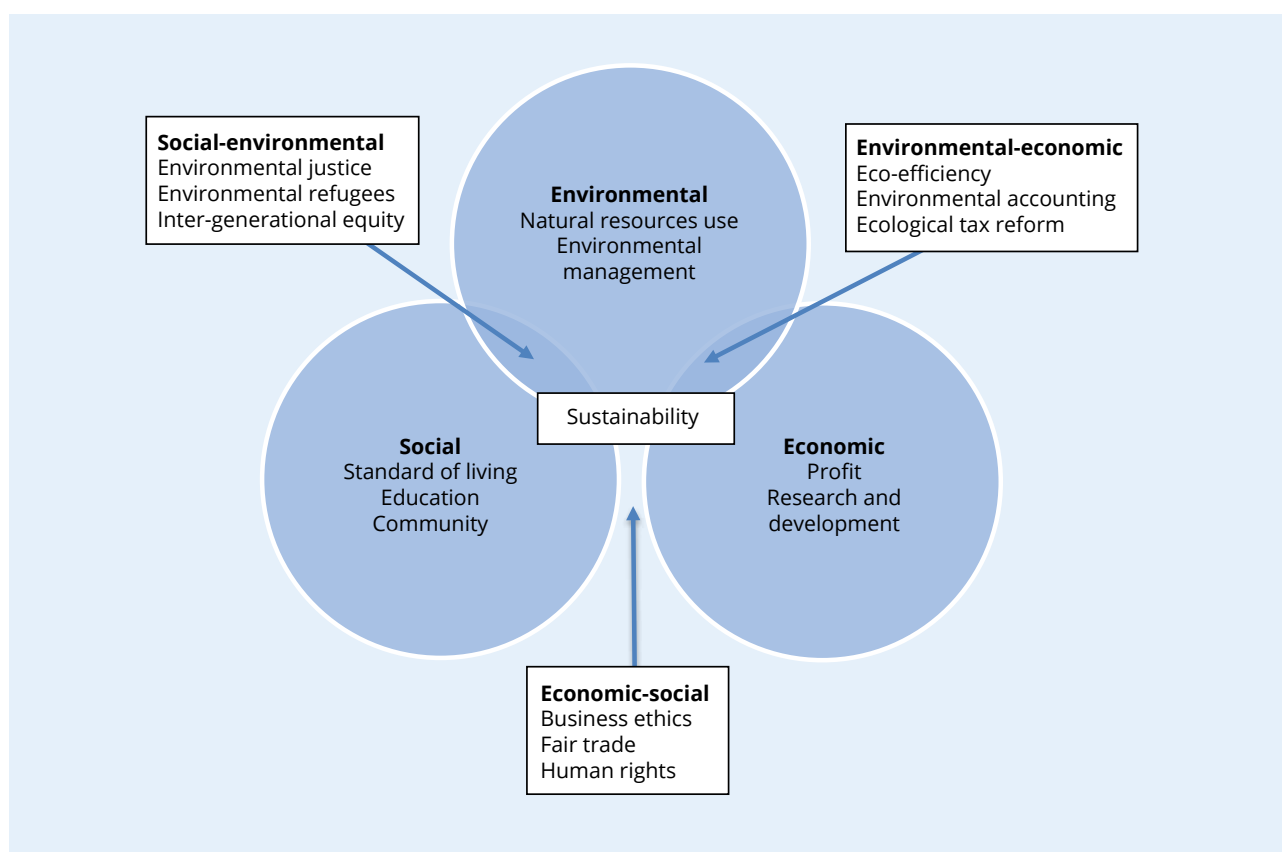 Social-environmental
Environmental justice
Environmental refugees
Inter-generational equity
Environmental
Natural resources use
Environmental
management
Environmental-economic
Eco-efficiency
Environmental accounting
Ecological tax reform
Sustainability
Social
Standard of living
Education
Community
Economic
Profit
Research and
development
Economic-social
Business ethics
Fair trade
Human rights